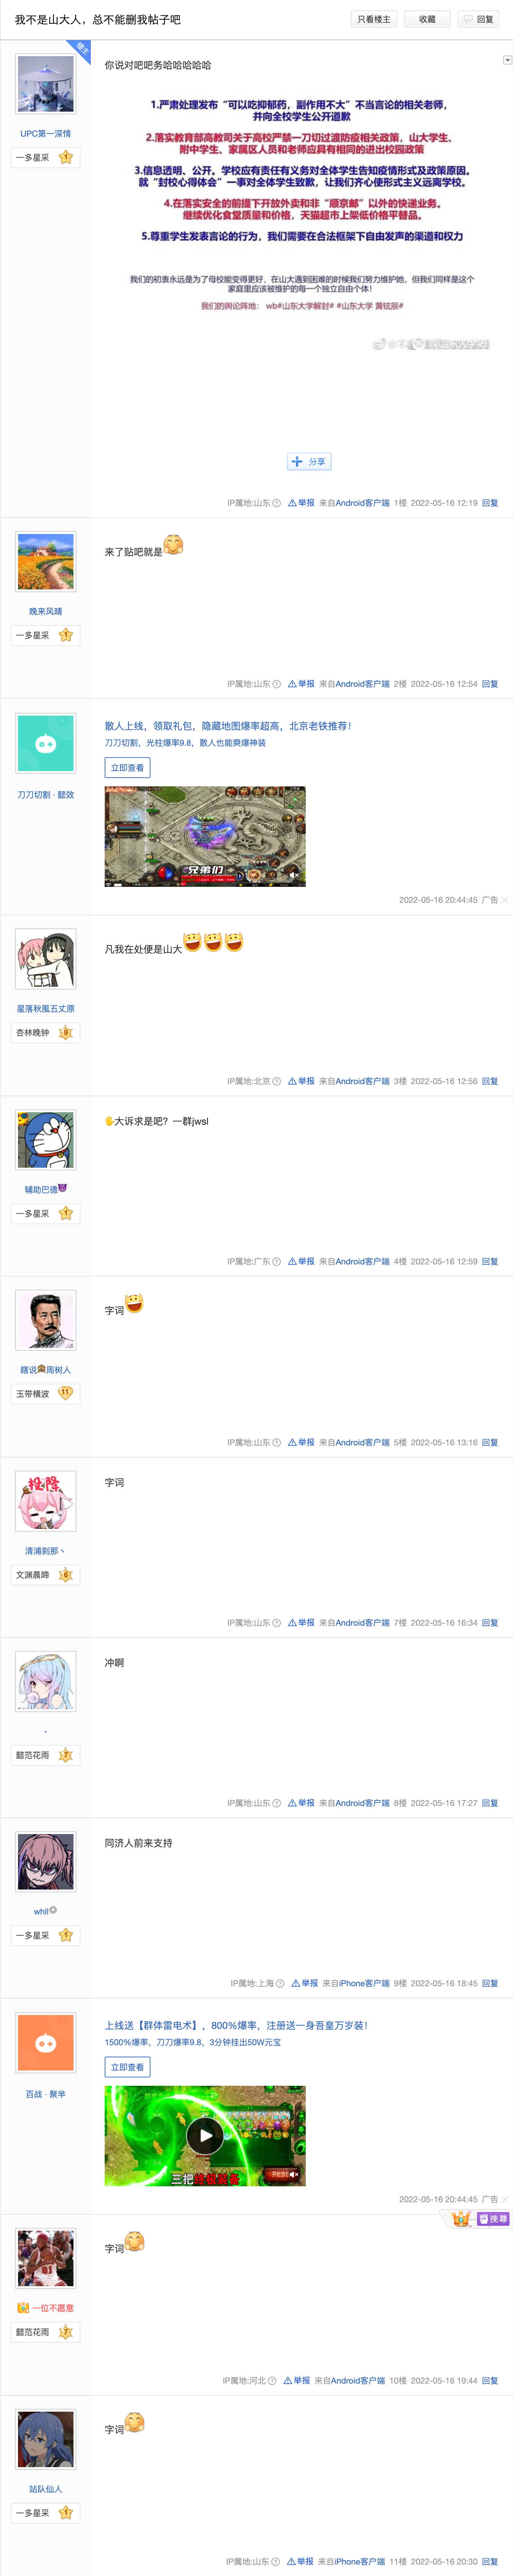 我不是山大人，总不能删我帖子吧
只看楼主 收藏 回复
楼主
UPC第一深情
一多星采 1
你说对吧吧务哈哈哈哈哈
1.严肃处理发布“可以吃抑郁药，副作用不大”不当言论的相关老师，
并向全校学生公开道歉
2.落实教育部高教司关于高校严禁一切过渡防疫相关政策，山大学生、
附中学生、家属区人员和老师应具有相同的进出校园政策
3.信息透明、公开。学校应责任有义务对全体学生告知疫情形式及政策原因。
就“封校心得体会”一事对全体学生致歉，让我们齐心使形式主义远离学校。
4.在落实安全的前提下开放外卖和非“顺京邮”以外的快递业务。
继续优化食堂质量和价格，天猫超市上架低价格平替品。
5.尊重学生发表言论的行为，我们需要在合法框架下自由发声的渠道和权力
我们的初衷永远是为了母校能变得更好，在山大遇到困难的时候我们努力维护她，但我们同样是这个
家庭里应该被维护的每一个独立自由个体！
我们的舆论阵地： wb#山东大学解封# #山东大学 黄铉辰#
分享
IP属地:山东 举报 来自Android客户端 1楼 2022-05-16 12:19 回复
晚来风晴
一多星采 1
来了贴吧就是
IP属地:山东 举报 来自Android客户端 2楼 2022-05-16 12:54 回复
刀刀切割 · 懿效
散人上线，领取礼包，隐藏地图爆率超高，北京老铁推荐！
刀刀切割，光柱爆率9.8，散人也能爽爆神装
立即查看
兄弟们
2022-05-16 20:44:45 广告
星落秋風五丈原
杏林晚钟 9
凡我在处便是山大
IP属地:北京 举报 来自Android客户端 3楼 2022-05-16 12:56 回复
辅助巴德
一多星采 1
🖐大诉求是吧？一群jwsl
IP属地:广东 举报 来自Android客户端 4楼 2022-05-16 12:59 回复
瞎说周树人
玉带横波 11
字词
IP属地:山东 举报 来自Android客户端 5楼 2022-05-16 13:16 回复
投降
清浦刹那丶
文渊晨啼 6
字词
IP属地:山东 举报 来自Android客户端 7楼 2022-05-16 16:34 回复
-
懿范花雨 7
冲啊
IP属地:山东 举报 来自Android客户端 8楼 2022-05-16 17:27 回复
whll
一多星采 1
同济人前来支持
IP属地:上海 举报 来自iPhone客户端 9楼 2022-05-16 18:45 回复
百战 · 聚芈
上线送【群体雷电术】，800%爆率，注册送一身吾皇万岁装！
1500%爆率，刀刀爆率9.8，3分钟挂出50W元宝
立即查看
三把终极装备
2022-05-16 20:44:45 广告
挽尊
一位不愿意
懿范花雨 7
字词
IP属地:河北 举报 来自Android客户端 10楼 2022-05-16 19:44 回复
站队仙人
一多星采 1
字词
IP属地:山东 举报 来自iPhone客户端 11楼 2022-05-16 20:30 回复